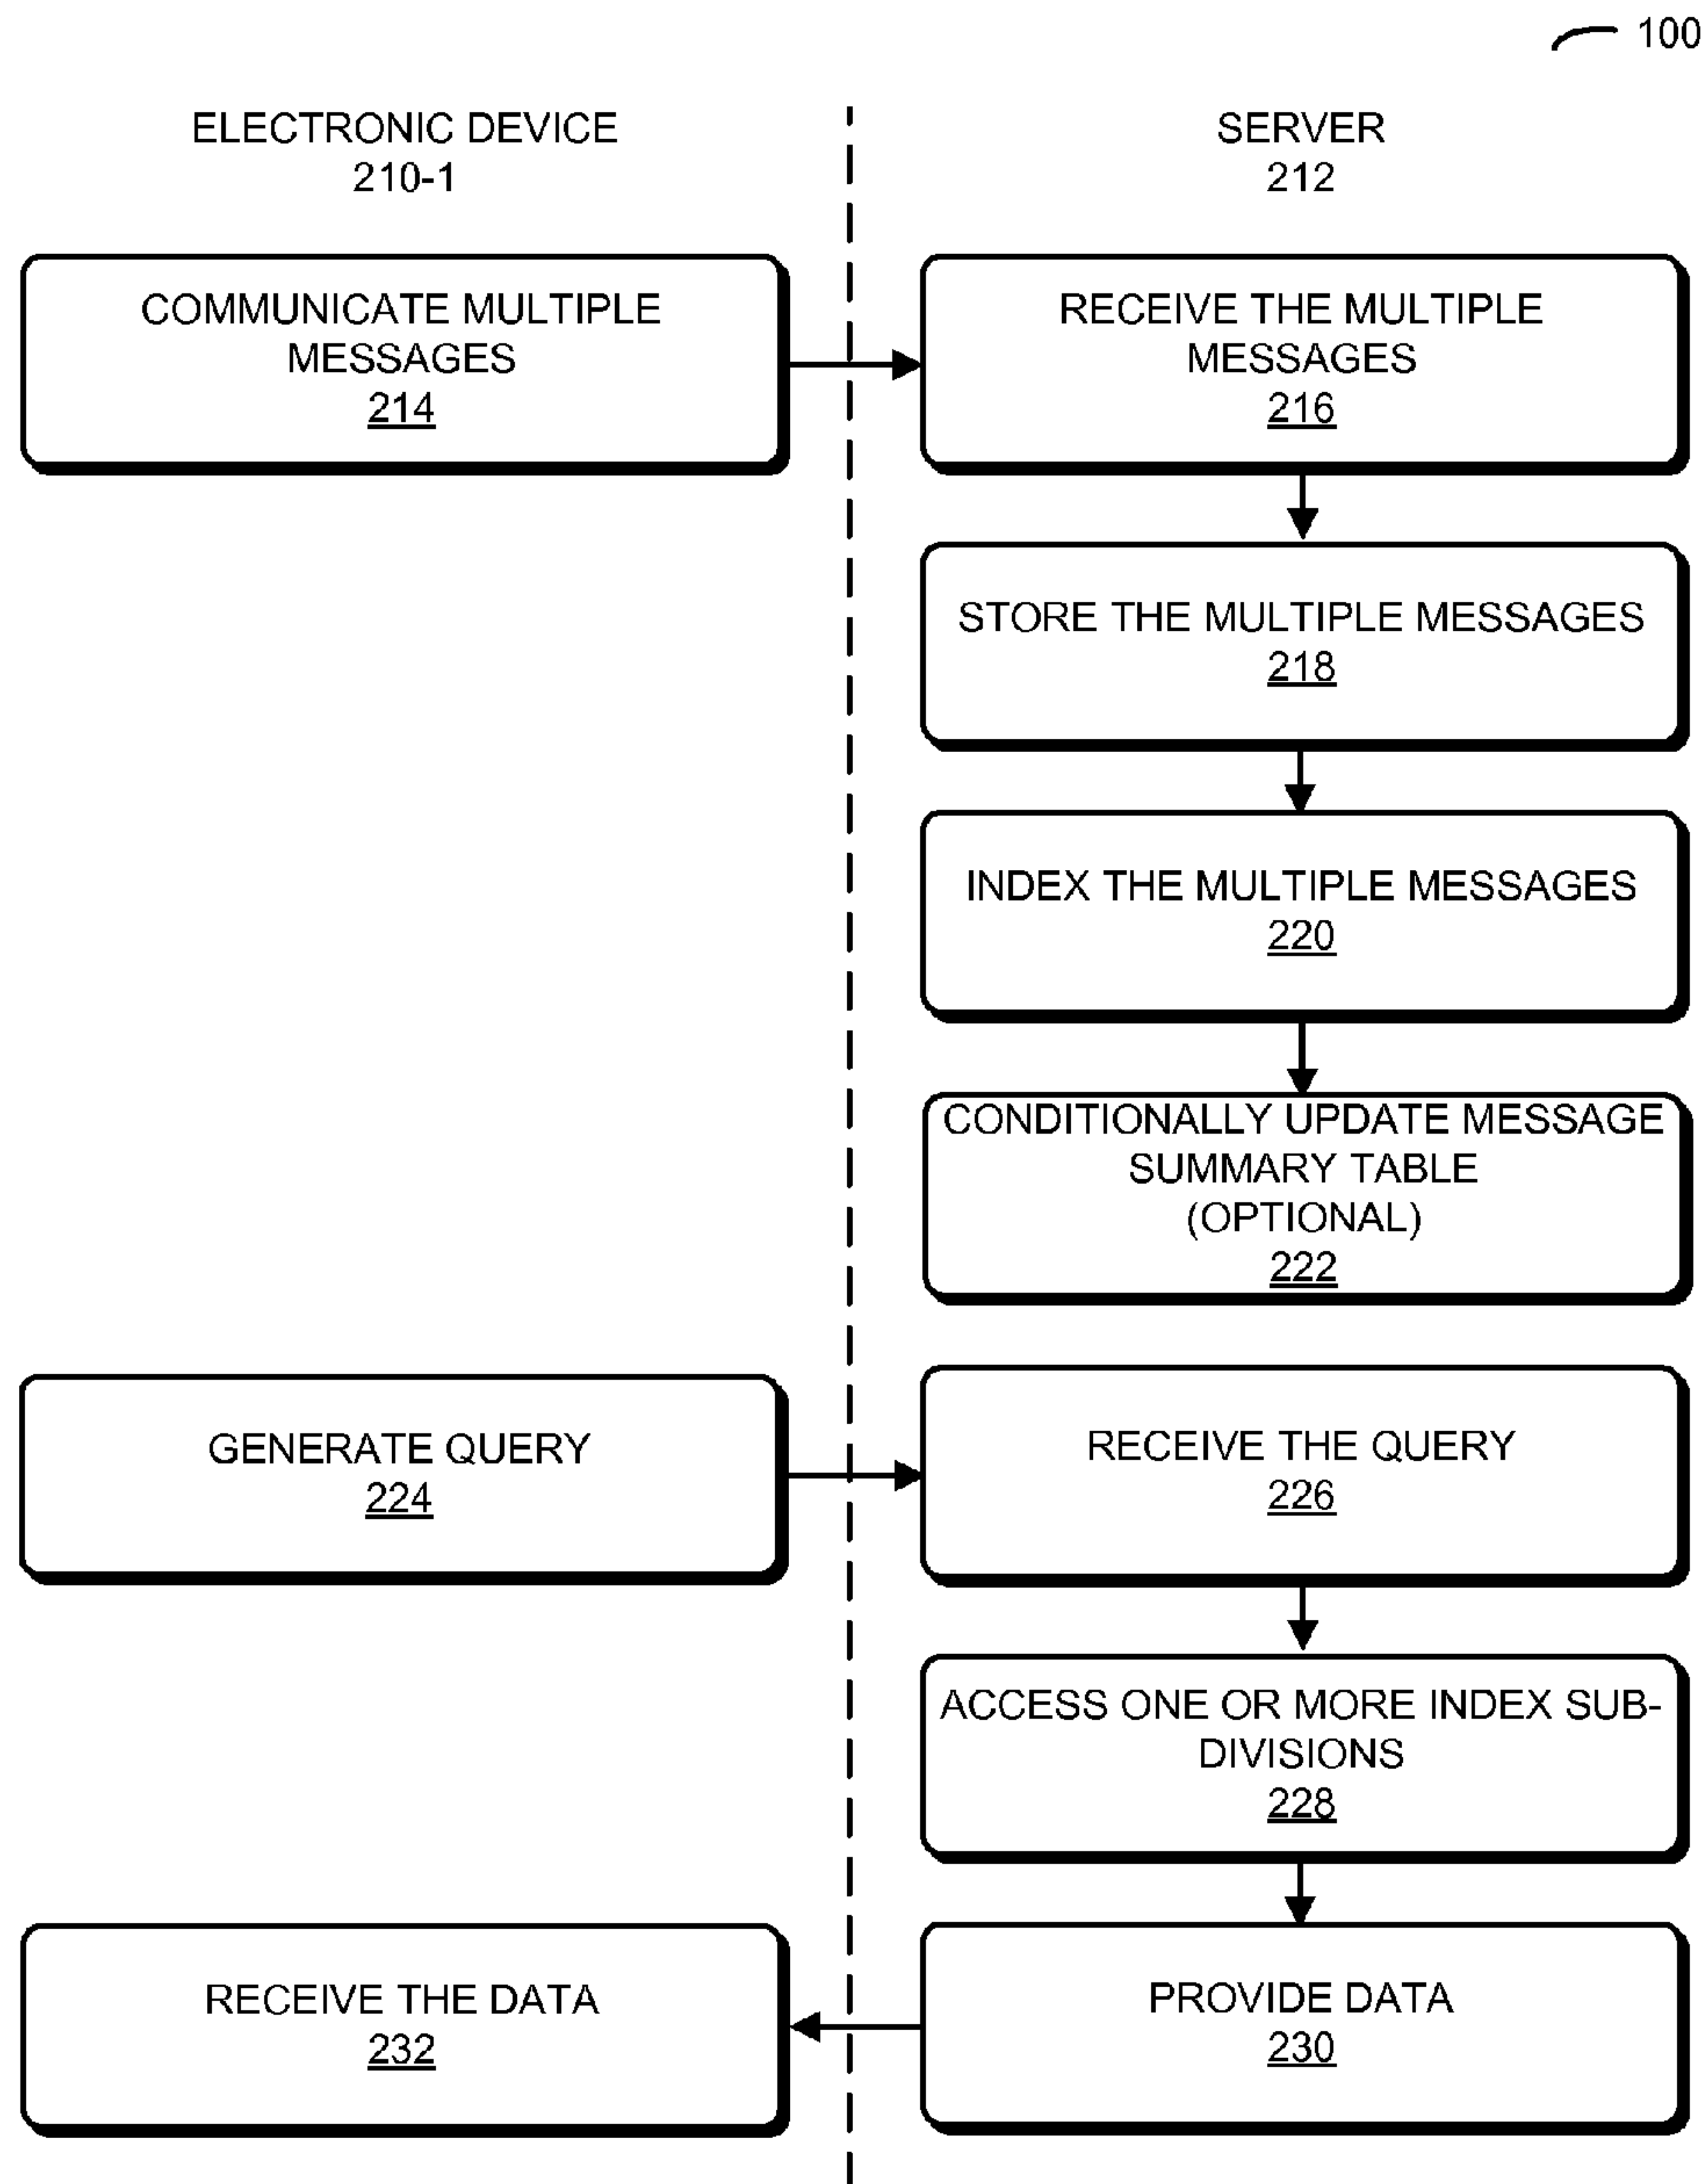 100
ELECTRONIC DEVICE
210-1
SERVER
212
COMMUNICATE MULTIPLE
MESSAGES
214
RECEIVE THE MULTIPLE
MESSAGES
216
STORE THE MULTIPLE MESSAGES
218
INDEX THE MULTIPLE MESSAGES
220
CONDITIONALLY UPDATE MESSAGE
SUMMARY TABLE
(OPTIONAL)
222
GENERATE QUERY
224
RECEIVE THE QUERY
226
ACCESS ONE OR MORE INDEX SUB-
DIVISIONS
228
PROVIDE DATA
230
RECEIVE THE DATA
232